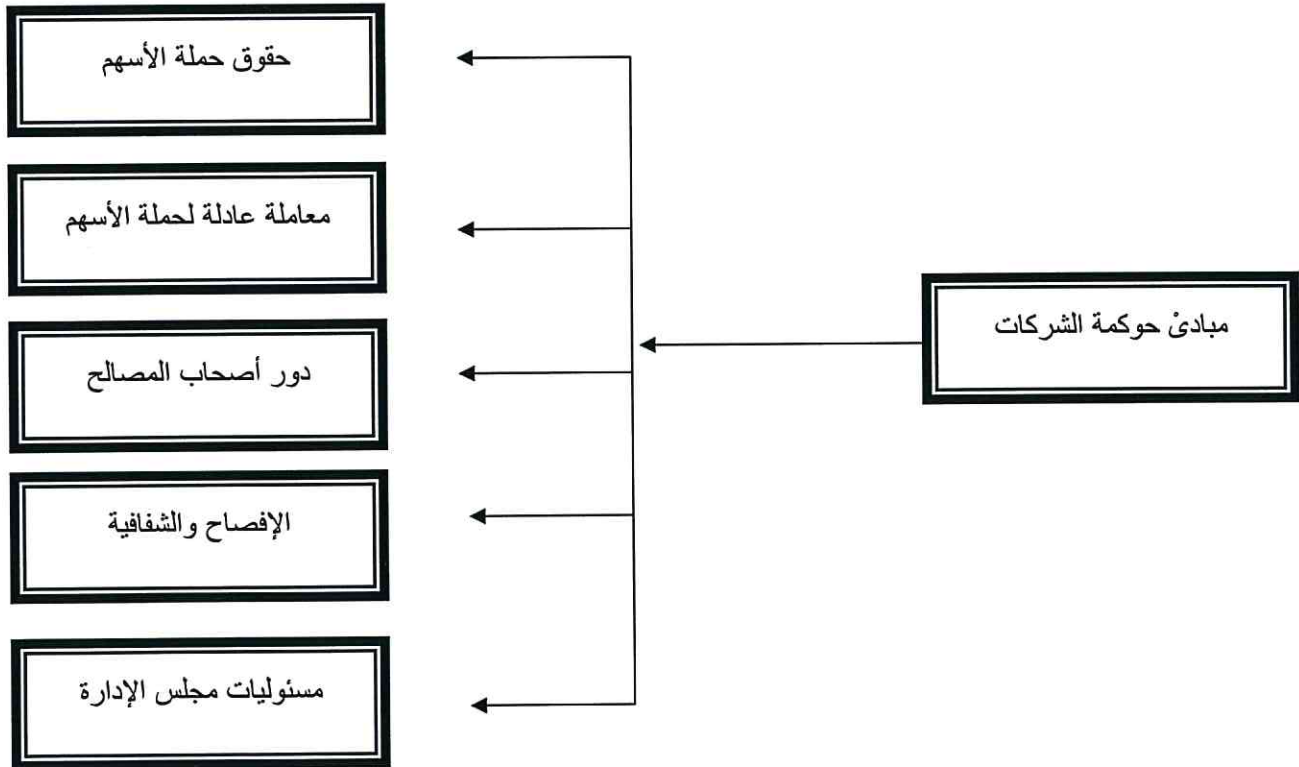 مبادئ حوكمة الشركات
حقوق حملة الأسهم
معاملة عادلة لحملة الأسهم
دور أصحاب المصالح
الإفصاح والشفافية
مسئوليات مجلس الإدارة